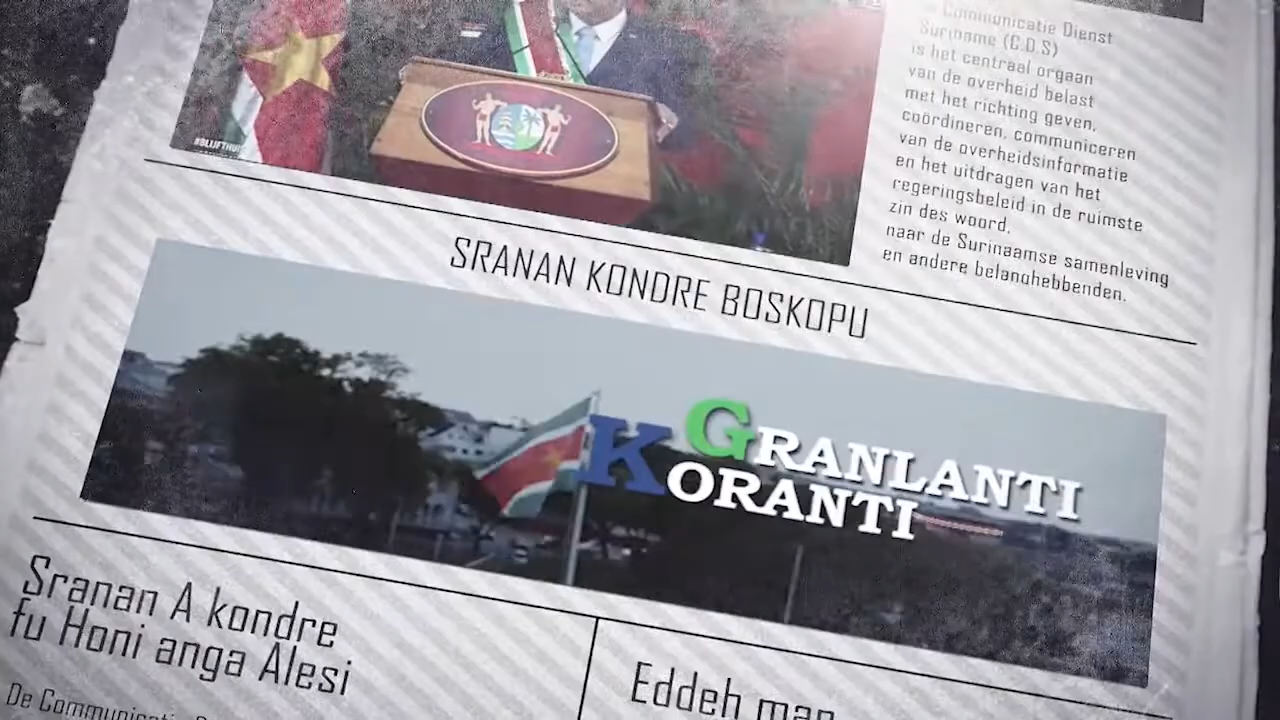 Communicatie Dienst
Suriname (C.D.S)
is het centraal orgaan
van de overheid belast
met het richting geven,
coördineren, communiceren
van de overheidsinformatie
en het uitdragen van het
regeringsbeleid in de ruimste
zin des woord,
naar de Surinaamse samenleving
en andere belanghebbenden.
SRANAN KONDRE BOSKOPU
GRANLANTI
KORANTI
Sranan A kondre
fu Honi anga Alesi
De
Eddeh man